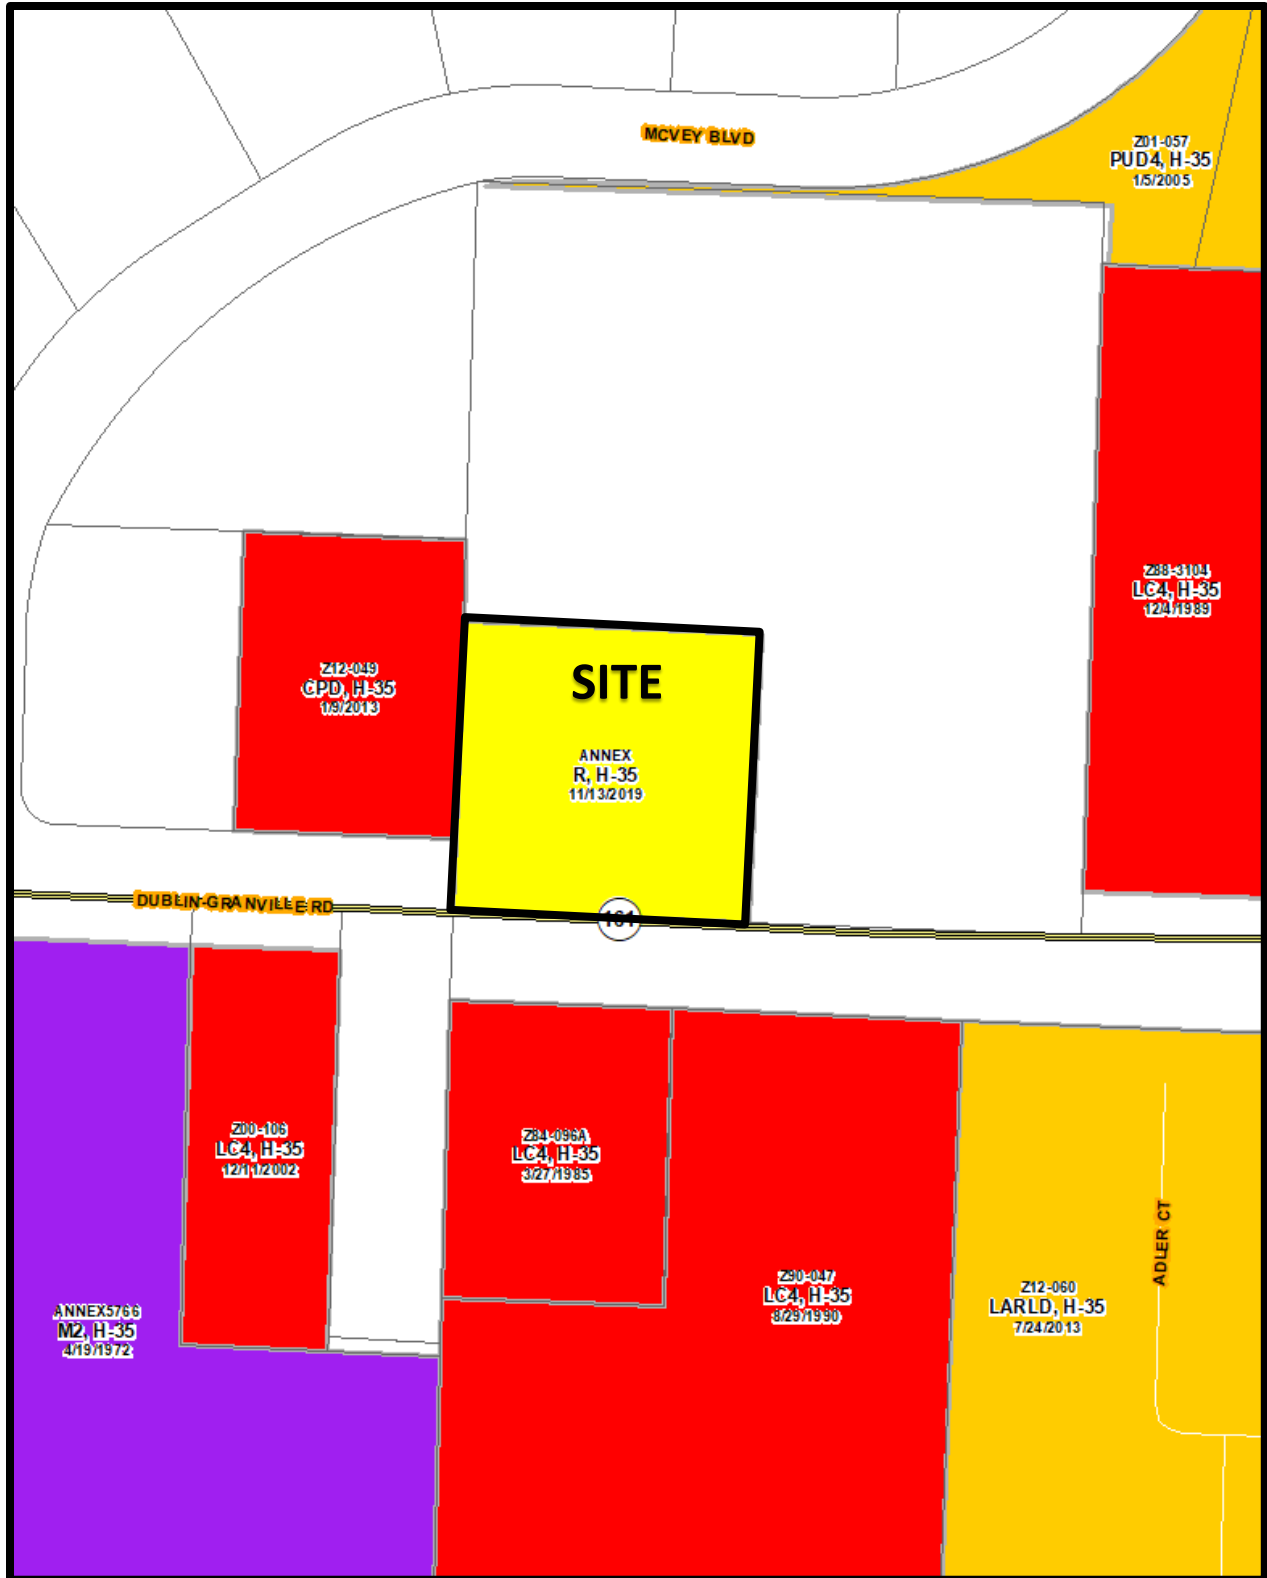 MCVEY BLVD
Z01-057
PUD4, H-35
1/5/2005
Z88-3104
LC4, H-35
12/4/1989
Z12-049
CPD, H-35
1/9/2013
SITE
ANNEX
R, H-35
11/13/2019
DUBLIN-GRANVILLE RD
161
Z00-106
LC4, H-35
12/11/2002
Z84-096A
LC4, H-35
3/27/1985
ADLER CT
Z90-047
LC4, H-35
8/29/1990
Z12-060
LARLD, H-35
7/24/2013
ANNEX5766
M2, H-35
4/19/1972